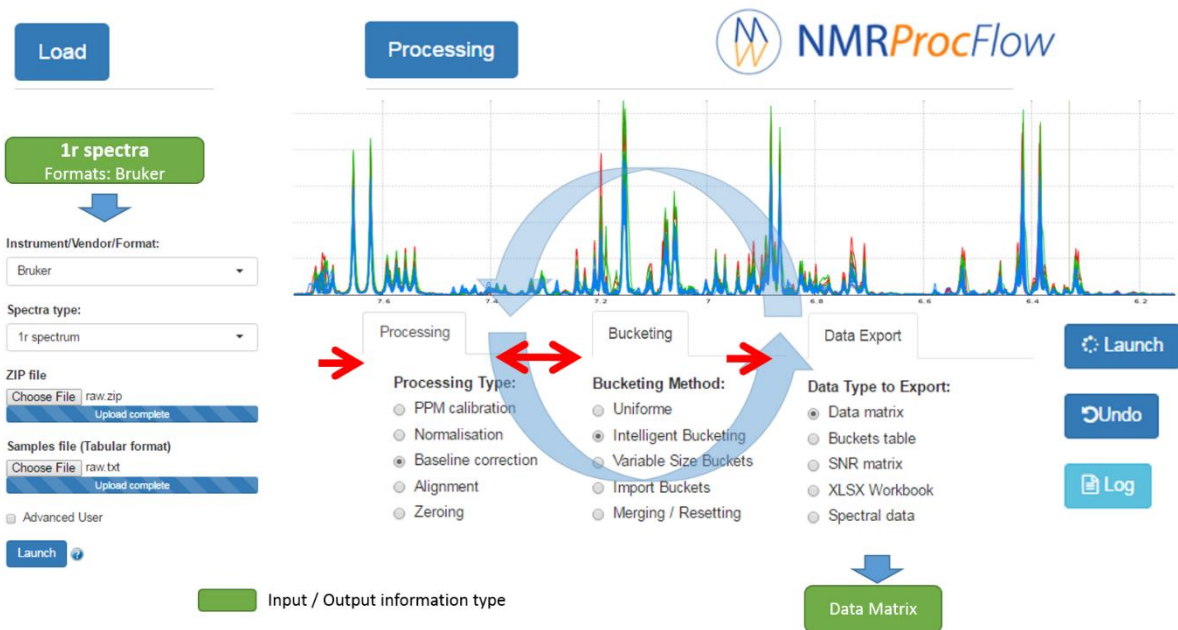 Load
Processing
NMRProcFlow
1r spectra
Formats: Bruker
Instrument/Vendor/Format:
Bruker
Spectra type:
1r spectrum
ZIP file
Choose File raw.zip
Upload complete
Samples file (Tabular format)
Choose File raw.txt
Upload complete
Advanced User
Launch
7.6 7.4 7.2 7 6.8 6.6 6.4 6.2
Processing
Processing Type:
PPM calibration
Normalisation
Baseline correction
Alignment
Zeroing
Bucketing
Bucketing Method:
Uniforme
Intelligent Bucketing
Variable Size Buckets
Import Buckets
Merging / Resetting
Data Export
Data Type to Export:
Data matrix
Buckets table
SNR matrix
XLSX Workbook
Spectral data
Launch
Undo
Log
Input / Output information type
Data Matrix